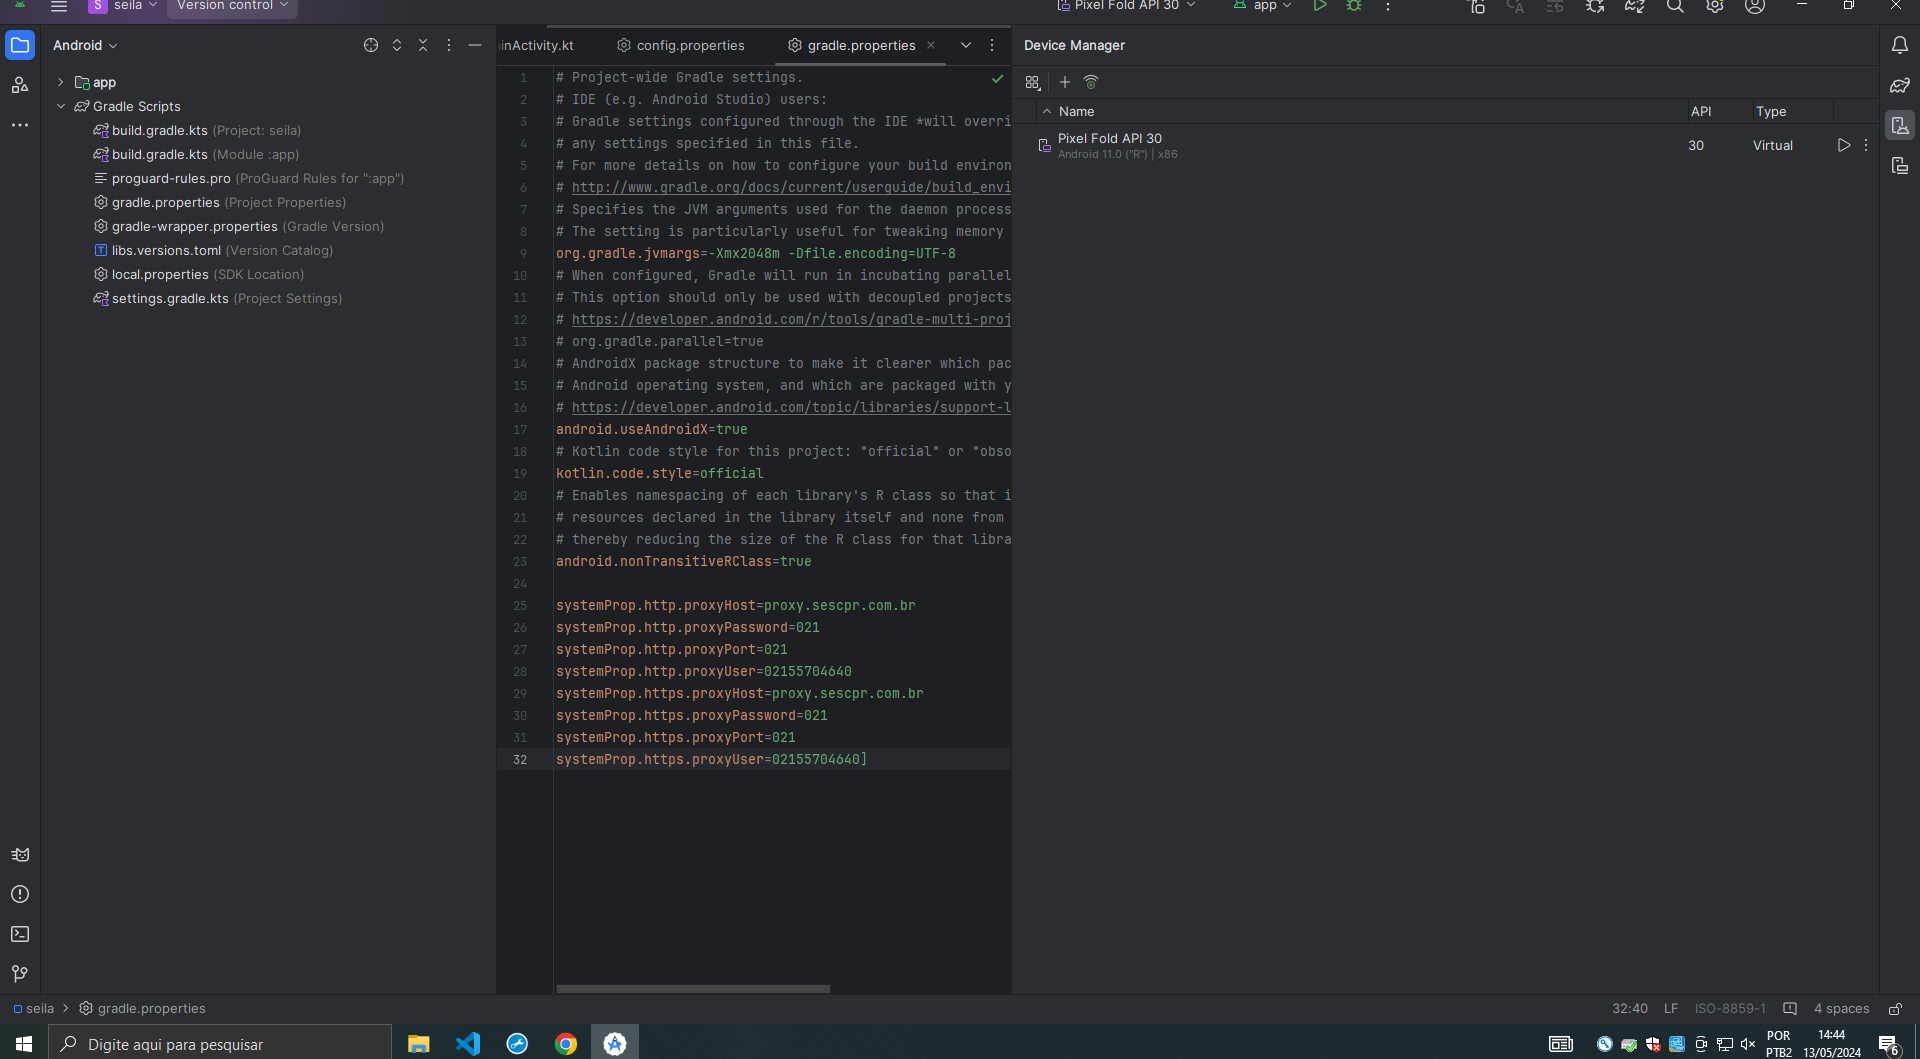 S seila
Version control
Pixel Fold API 30
app
Android
app
Gradle Scripts
build.gradle.kts (Project: seila)
build.gradle.kts (Module :app)
proguard-rules.pro (ProGuard Rules for ":app")
gradle.properties (Project Properties)
gradle-wrapper.properties (Gradle Version)
libs.versions.toml (Version Catalog)
local.properties (SDK Location)
settings.gradle.kts (Project Settings)
inActivity.kt
config.properties
gradle.properties
1 # Project-wide Gradle settings.
2 # IDE (e.g. Android Studio) users:
3 # Gradle settings configured through the IDE *will overri
4 # any settings specified in this file.
5 # For more details on how to configure your build environ
6 # http://www.gradle.org/docs/current/userguide/build_envi
7 # Specifies the JVM arguments used for the daemon process
8 # The setting is particularly useful for tweaking memory
9 org.gradle.jvmargs=-Xmx2048m -Dfile.encoding=UTF-8
10 # When configured, Gradle will run in incubating parallel
11 # This option should only be used with decoupled projects
12 # https://developer.android.com/r/tools/gradle-multi-proj
13 # org.gradle.parallel=true
14 # AndroidX package structure to make it clearer which pac
15 # Android operating system, and which are packaged with y
16 # https://developer.android.com/topic/libraries/support-l
17 android.useAndroidX=true
18 # Kotlin code style for this project: "official" or "obso
19 kotlin.code.style=official
20 # Enables namespacing of each library's R class so that i
21 # resources declared in the library itself and none from
22 # thereby reducing the size of the R class for that libra
23 android.nonTransitiveRClass=true
24
25 systemProp.http.proxyHost=proxy.sescpr.com.br
26 systemProp.http.proxyPassword=021
27 systemProp.http.proxyPort=021
28 systemProp.http.proxyUser=02155704640
29 systemProp.https.proxyHost=proxy.sescpr.com.br
30 systemProp.https.proxyPassword=021
31 systemProp.https.proxyPort=021
32 systemProp.https.proxyUser=02155704640]
Device Manager
Name API Type
Pixel Fold API 30 30 Virtual
Android 11.0 ("R") | x86
seila > gradle.properties
32:40 LF ISO-8859-1 4 spaces
Digite aqui para pesquisar
POR
PTB2
14:44
13/05/2024
6